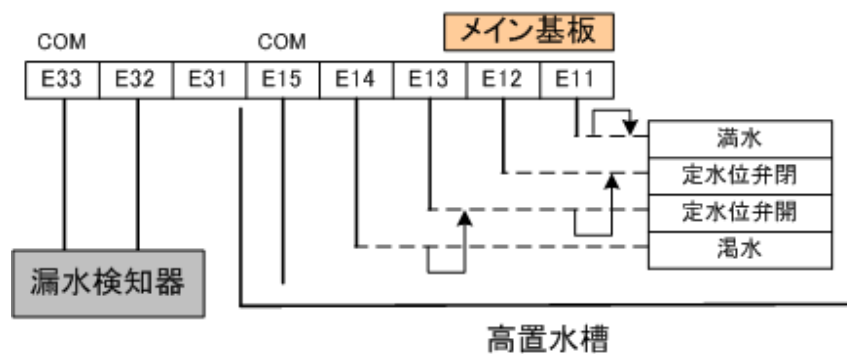 メイン基板
COM COM
E33 E32 E31 E15 E14 E13 E12 E11
満水
定水位弁閉
定水位弁開
渇水
漏水検知器
高置水槽